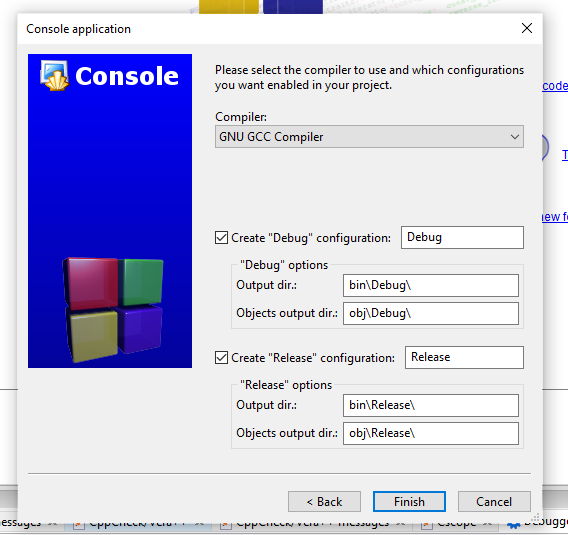 Console application
Console
Please select the compiler to use and which configurations
you want enabled in your project.
Compiler:
GNU GCC Compiler
Create "Debug" configuration: Debug
"Debug" options
Output dir.: bin\Debug\
Objects output dir.: obj\Debug\
Create "Release" configuration: Release
"Release" options
Output dir.: bin\Release\
Objects output dir.: obj\Release\
< Back
Finish
Cancel
code
T
new f